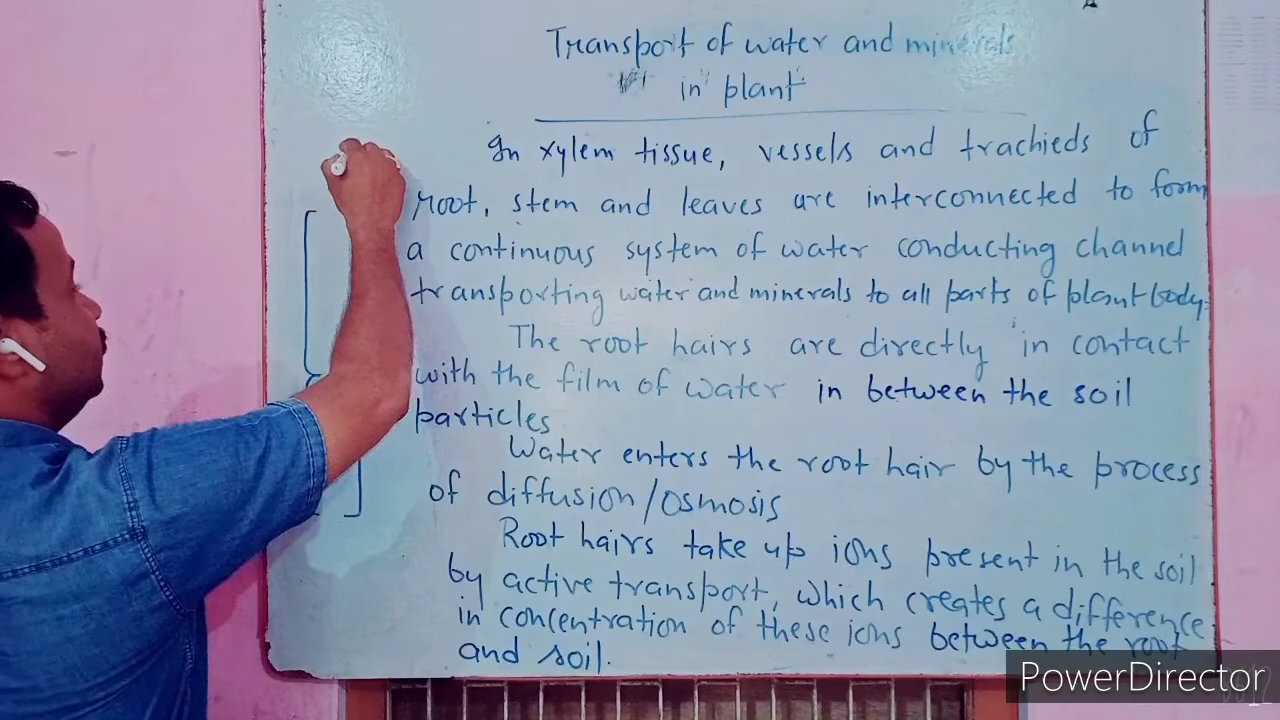 Transport of water and minerals
in plant
In xylem tissue, vessels and trachieds of
root, stem and leaves are interconnected to form
a continuous system of water conducting channel
transporting water and minerals to all parts of plant body.
The root hairs are directly in contact
with the film of water in between the soil
particles
Water enters the root hair by the process
of diffusion/osmosis
Root hairs take up ions present in the soil
by active transport, which creates a difference
in concentration of these ions between the root
and soil.
PowerDirector